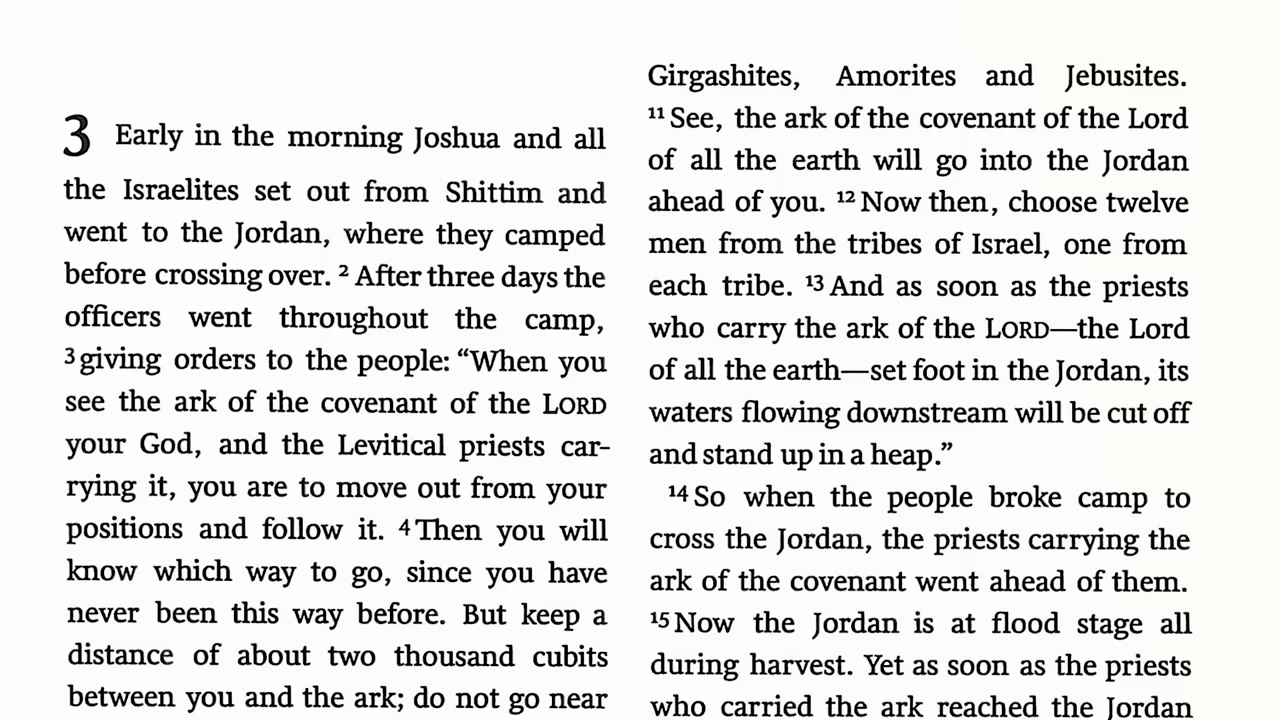 3 Early in the morning Joshua and all
the Israelites set out from Shittim and
went to the Jordan, where they camped
before crossing over. ² After three days the
officers went throughout the camp,
³ giving orders to the people: “When you
see the ark of the covenant of the LORD
your God, and the Levitical priests car-
rying it, you are to move out from your
positions and follow it. ⁴ Then you will
know which way to go, since you have
never been this way before. But keep a
distance of about two thousand cubits
between you and the ark; do not go near
Girgashites, Amorites and Jebusites.
¹¹ See, the ark of the covenant of the Lord
of all the earth will go into the Jordan
ahead of you. ¹² Now then, choose twelve
men from the tribes of Israel, one from
each tribe. ¹³ And as soon as the priests
who carry the ark of the LORD—the Lord
of all the earth—set foot in the Jordan, its
waters flowing downstream will be cut off
and stand up in a heap.”
¹⁴ So when the people broke camp to
cross the Jordan, the priests carrying the
ark of the covenant went ahead of them.
¹⁵ Now the Jordan is at flood stage all
during harvest. Yet as soon as the priests
who carried the ark reached the Jordan